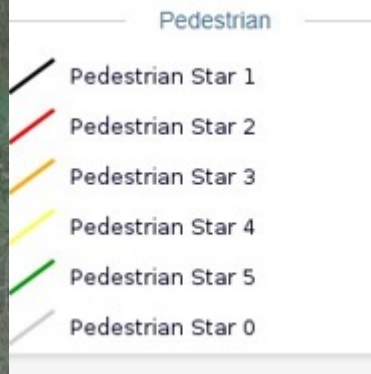 Pedestrian
Pedestrian Star 1
Pedestrian Star 2
Pedestrian Star 3
Pedestrian Star 4
Pedestrian Star 5
Pedestrian Star 0